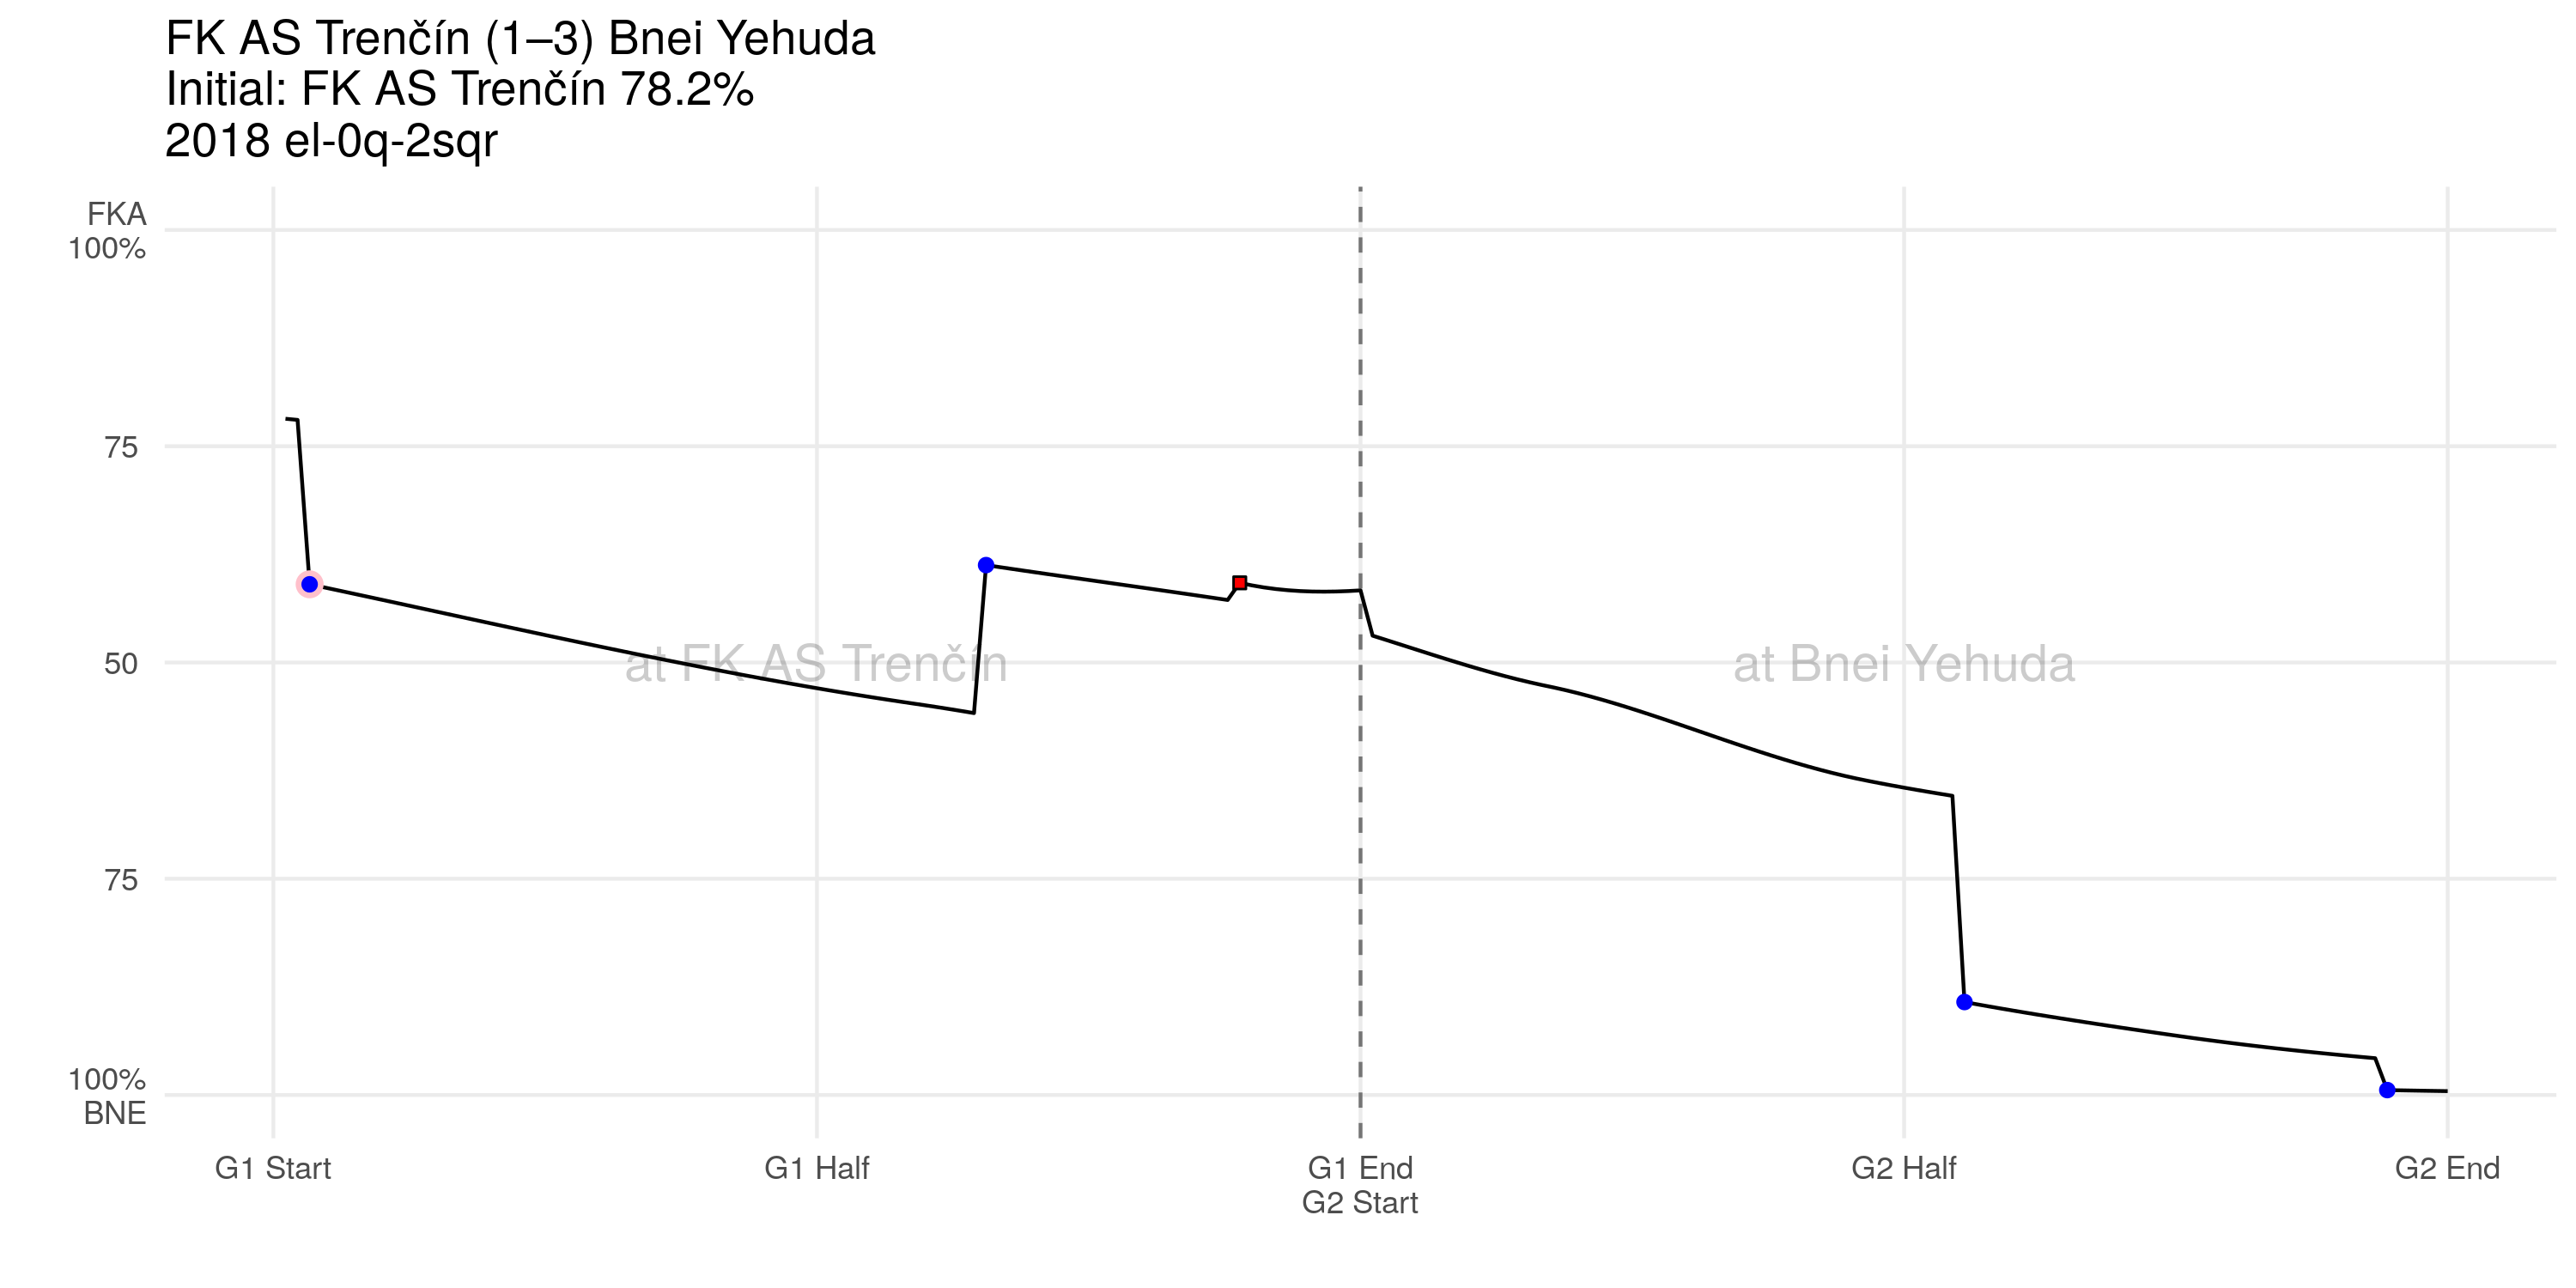 FK AS Trenčín (1–3) Bnei Yehuda
Initial: FK AS Trenčín 78.2%
2018 el-0q-2sqr
FKA
100%
75
50
75
100%
BNE
at FK AS Trenčín
at Bnei Yehuda
G1 Start
G1 Half
G1 End
G2 Start
G2 Half
G2 End